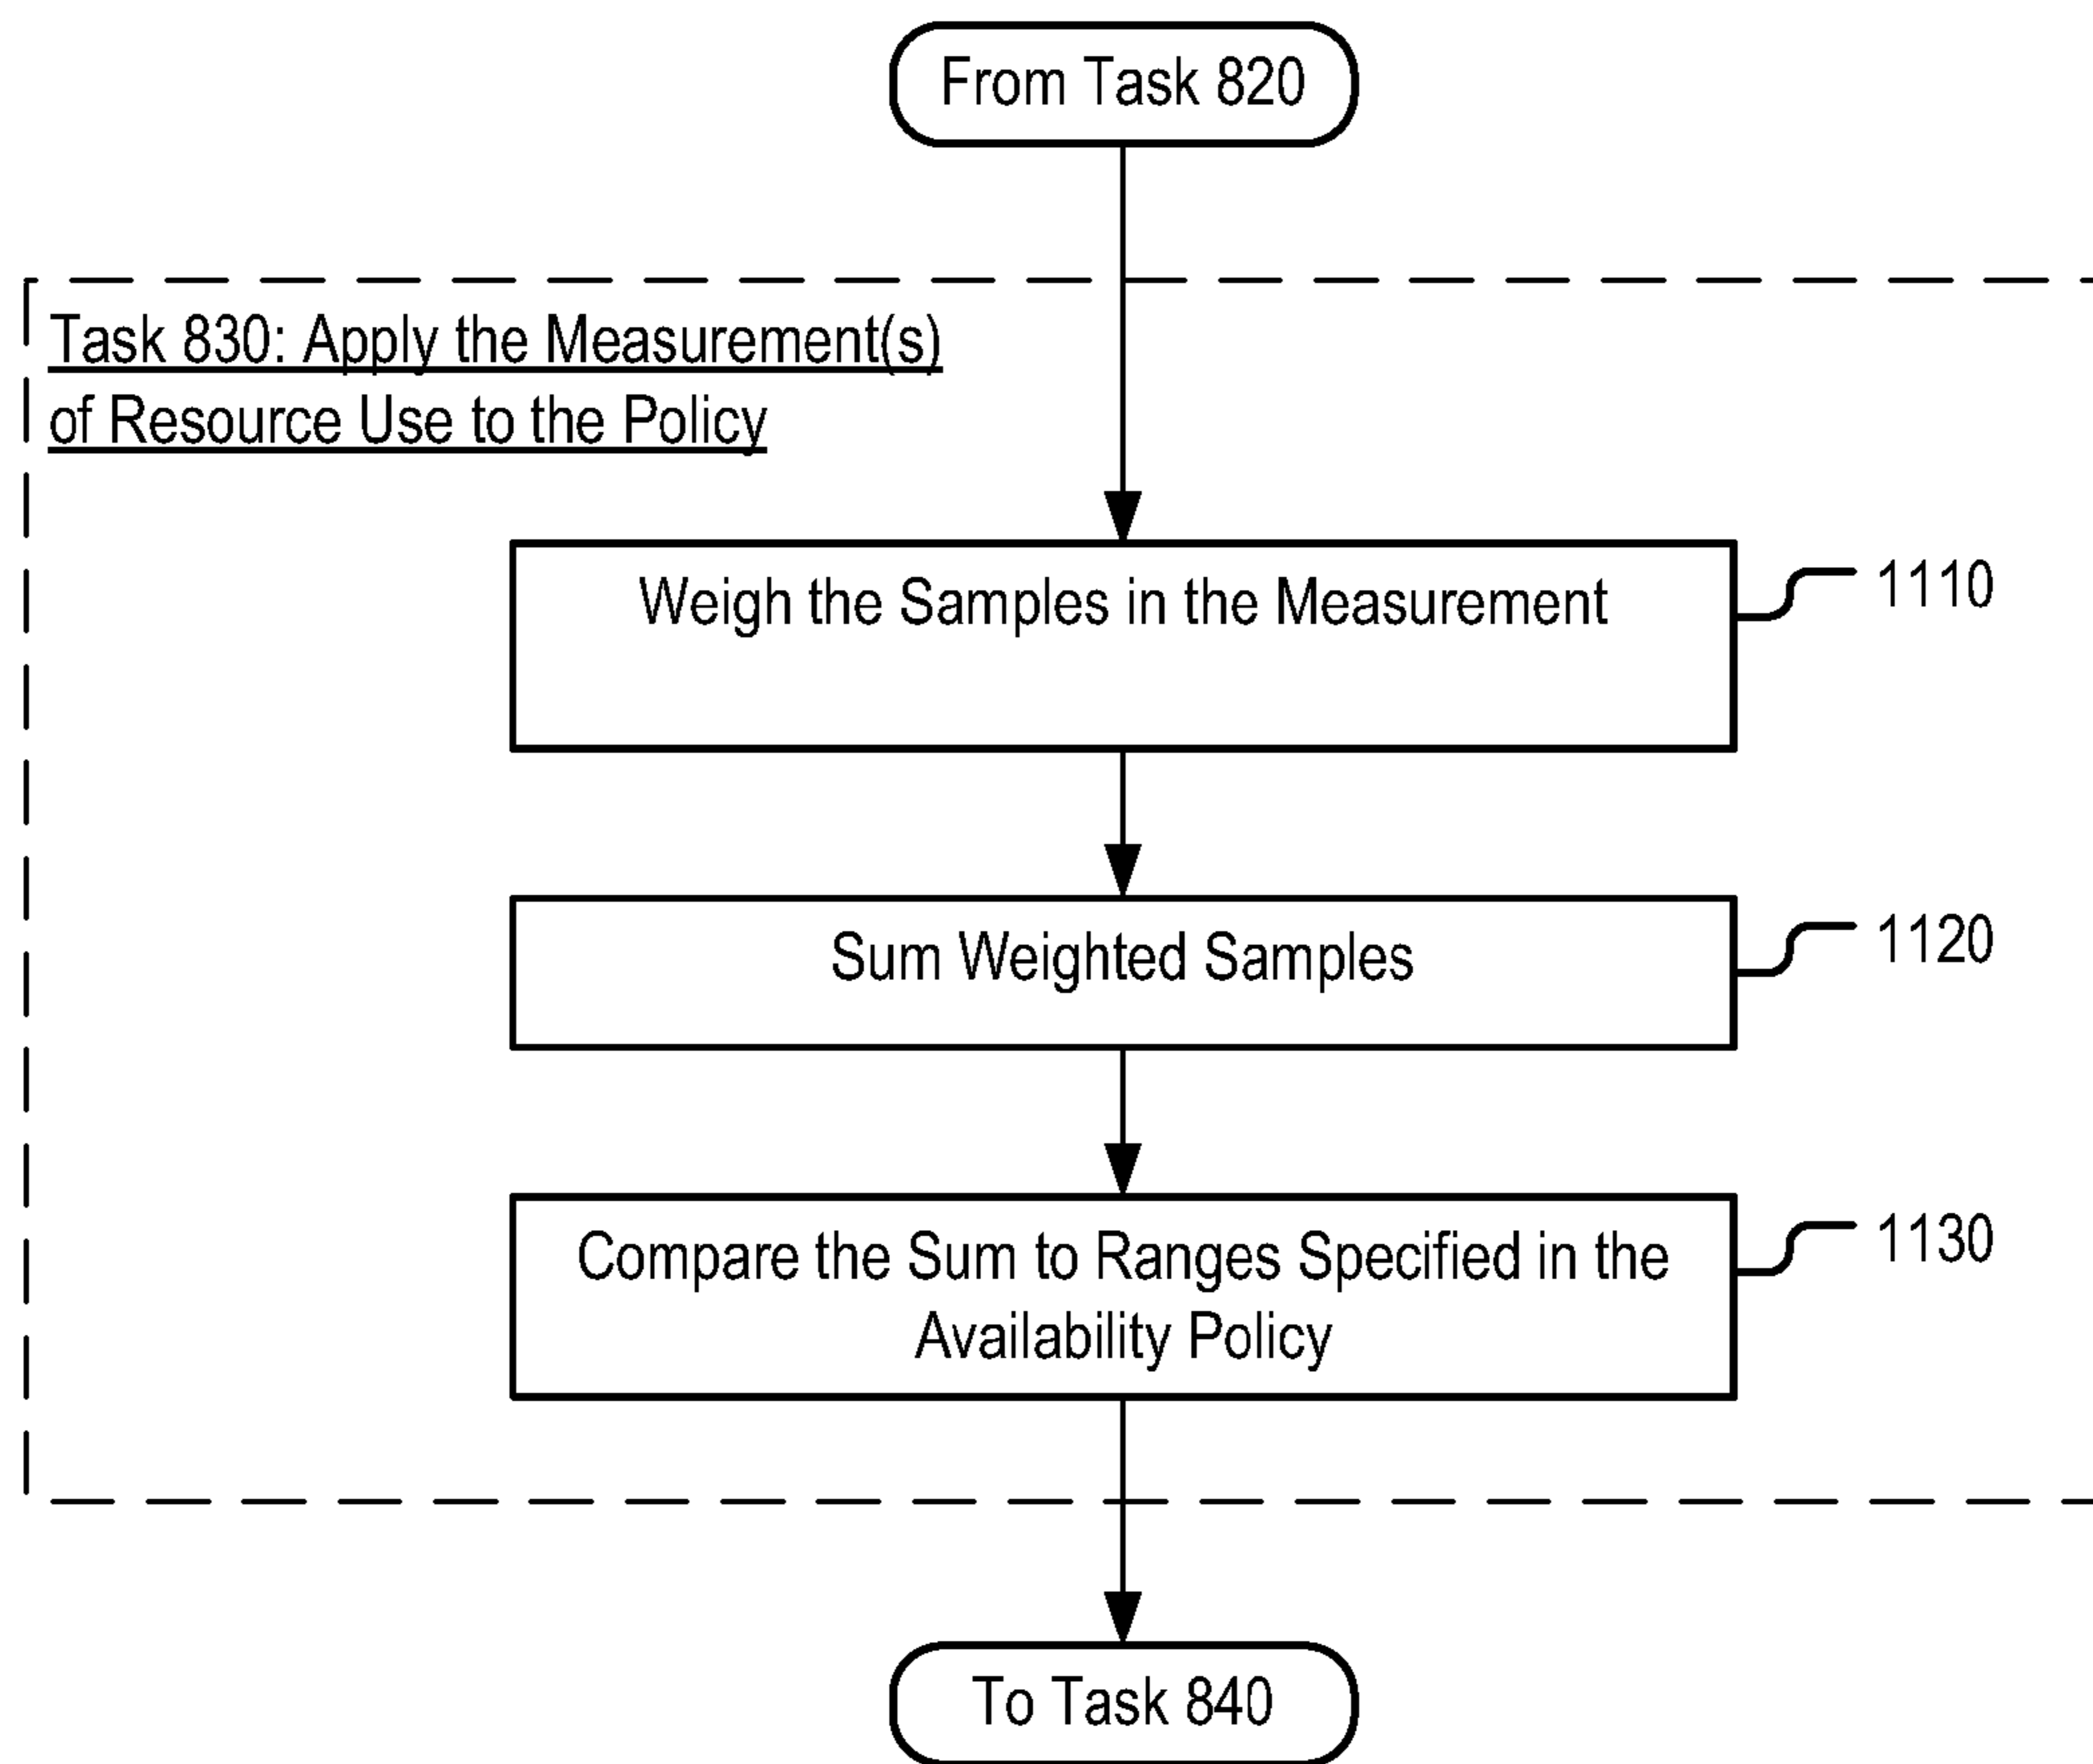 From Task 820
Task 830: Apply the Measurement(s)
of Resource Use to the Policy
Weigh the Samples in the Measurement
1110
Sum Weighted Samples
1120
Compare the Sum to Ranges Specified in the
Availability Policy
1130
To Task 840